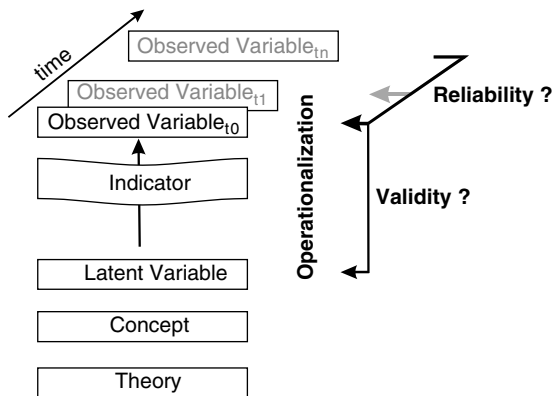 time
Observed Variabletn
Observed Variablet1
Observed Variablet0
Indicator
Latent Variable
Concept
Theory
Operationalization
Reliability ?
Validity ?